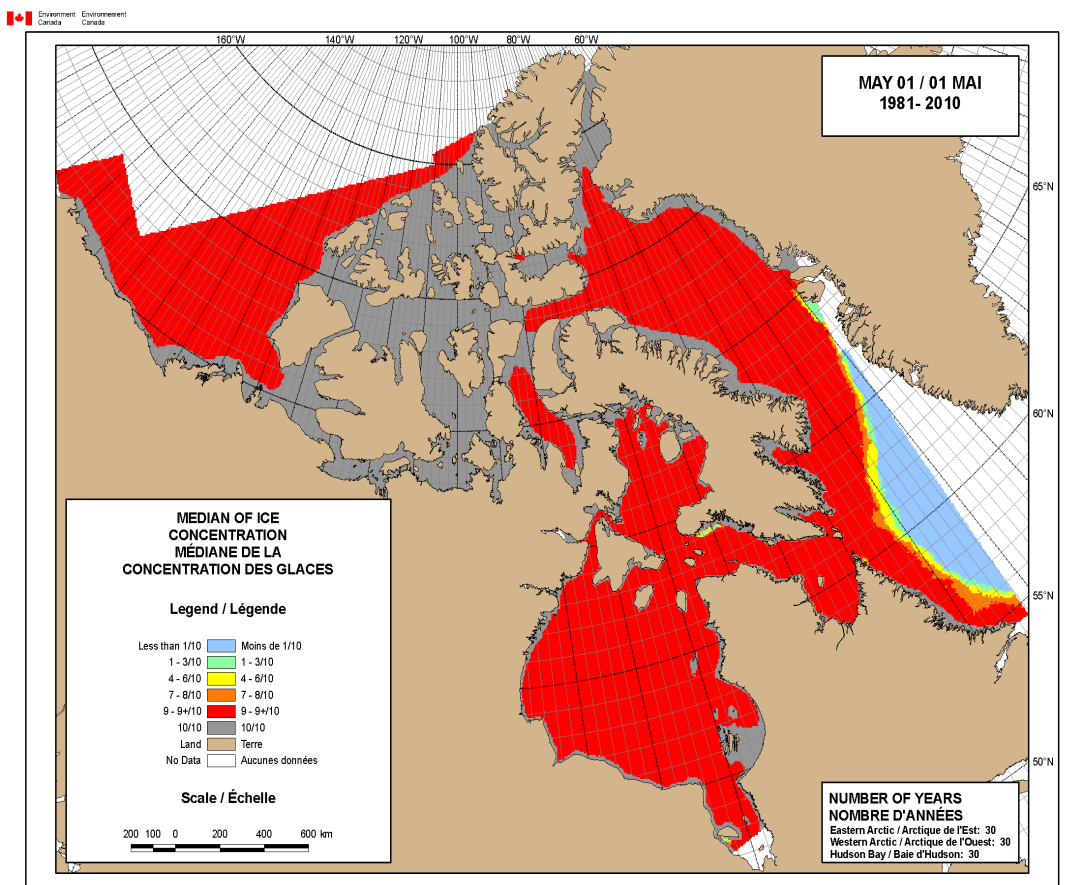 Environment Environnement
Canada Canada
160°W 140°W 120°W 100°W 80°W 60°W
MAY 01 / 01 MAI
1981- 2010
65°N
60°N
55°N
50°N
MEDIAN OF ICE
CONCENTRATION
MÉDIANE DE LA
CONCENTRATION DES GLACES
Legend / Légende
Less than 1/10 Moins de 1/10
1 - 3/10 1 - 3/10
4 - 6/10 4 - 6/10
7 - 8/10 7 - 8/10
9 - 9+/10 9 - 9+/10
10/10 10/10
Land Terre
No Data Aucunes données
Scale / Échelle
200 100 0 200 400 600 km
NUMBER OF YEARS
NOMBRE D'ANNÉES
Eastern Arctic / Arctique de l'Est: 30
Western Arctic / Arctique de l'Ouest: 30
Hudson Bay / Baie d'Hudson: 30